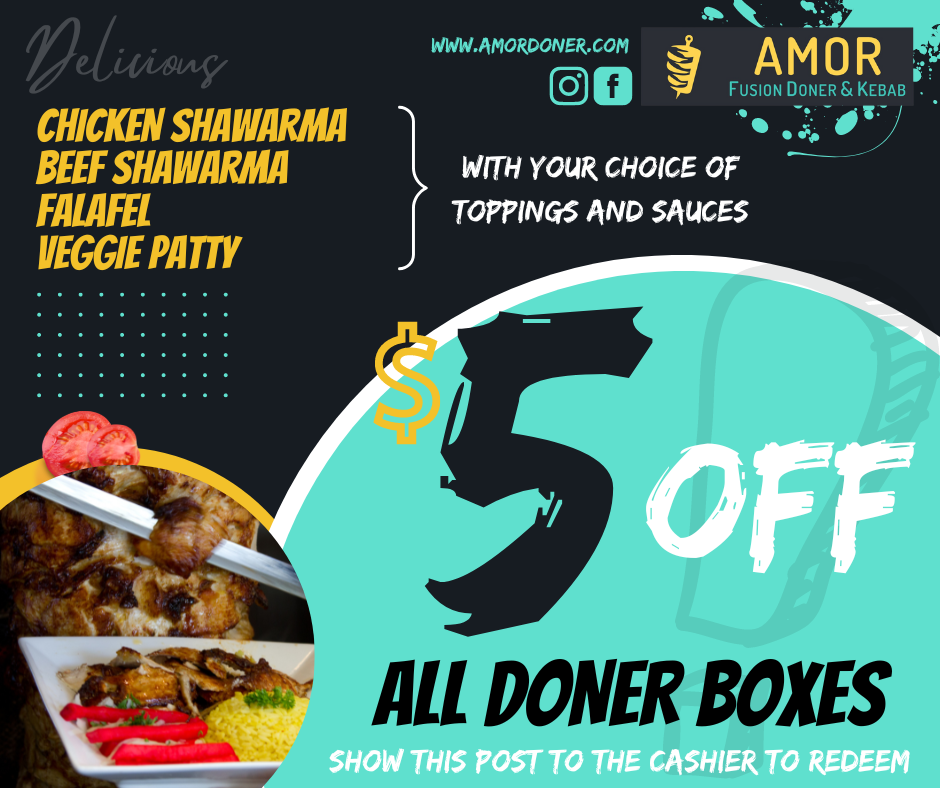 Delicious
WWW.AMORDONER.COM
AMOR
FUSION DONER & KEBAB
CHICKEN SHAWARMA
BEEF SHAWARMA
FALAFEL
VEGGIE PATTY
WITH YOUR CHOICE OF
TOPPINGS AND SAUCES
$5 OFF
ALL DONER BOXES
SHOW THIS POST TO THE CASHIER TO REDEEM